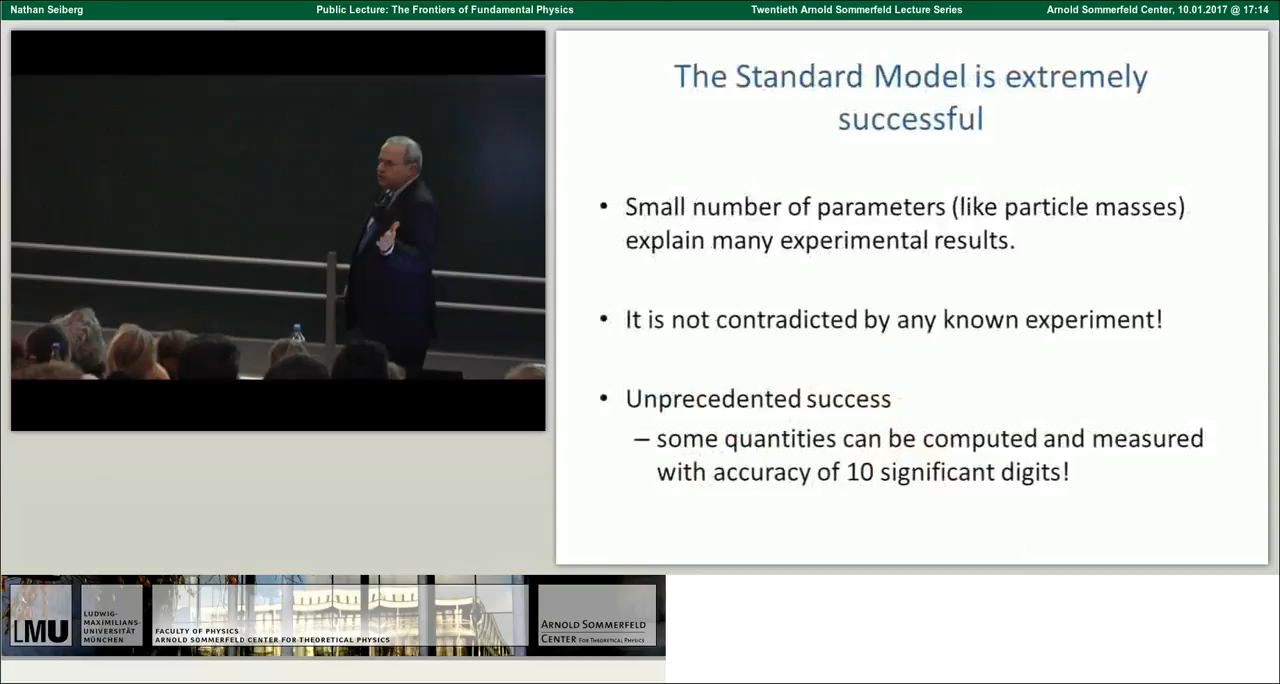 Nathan Seiberg
Public Lecture: The Frontiers of Fundamental Physics
Twentieth Arnold Sommerfeld Lecture Series
Arnold Sommerfeld Center, 10.01.2017 @ 17:14
The Standard Model is extremely
successful
• Small number of parameters (like particle masses)
explain many experimental results.
• It is not contradicted by any known experiment!
• Unprecedented success
– some quantities can be computed and measured
with accuracy of 10 significant digits!
LMU
LUDWIG-
MAXIMILIANS-
UNIVERSITÄT
MÜNCHEN
FACULTY OF PHYSICS
ARNOLD SOMMERFELD CENTER FOR THEORETICAL PHYSICS
ARNOLD SOMMERFELD
CENTER FOR THEORETICAL PHYSICS